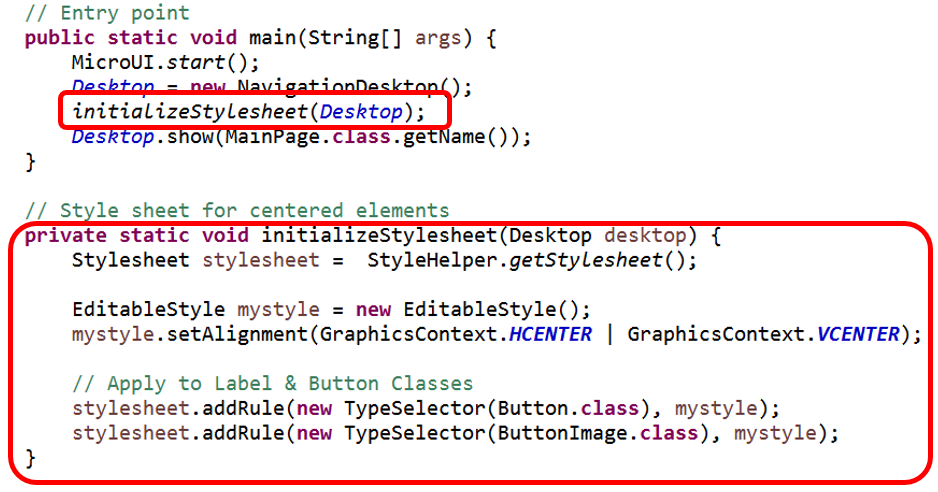 // Entry point
public static void main(String[] args) {
MicroUI.start();
Desktop = new NavigationDesktop();
initializeStylesheet(Desktop);
Desktop.show(MainPage.class.getName());
}
// Style sheet for centered elements
private static void initializeStylesheet(Desktop desktop) {
Stylesheet stylesheet =  StyleHelper.getStylesheet();
EditableStyle mystyle = new EditableStyle();
mystyle.setAlignment(GraphicsContext.HCENTER | GraphicsContext.VCENTER);
// Apply to Label & Button Classes
stylesheet.addRule(new TypeSelector(Button.class), mystyle);
stylesheet.addRule(new TypeSelector(ButtonImage.class), mystyle);
}